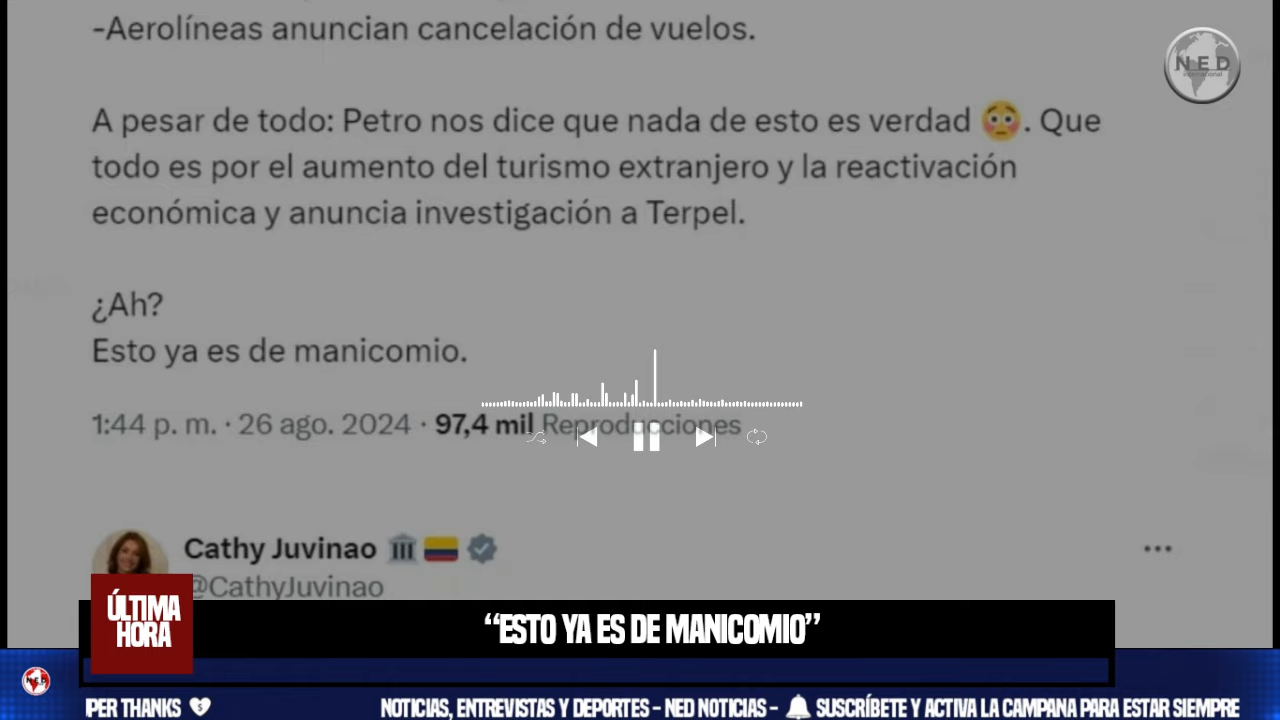 -Aerolíneas anuncian cancelación de vuelos.
NED
international
A pesar de todo: Petro nos dice que nada de esto es verdad 😳. Que
todo es por el aumento del turismo extranjero y la reactivación
económica y anuncia investigación a Terpel.
¿Ah?
Esto ya es de manicomio.
1:44 p. m. · 26 ago. 2024 · 97,4 mil Reproducciones
Cathy Juvinao
@CathyJuvinao
ÚLTIMA
HORA
“ESTO YA ES DE MANICOMIO”
NED
PER THANKS
NOTICIAS, ENTREVISTAS Y DEPORTES - NED NOTICIAS - 🔔 SUSCRÍBETE Y ACTIVA LA CAMPANA PARA ESTAR SIEMPRE